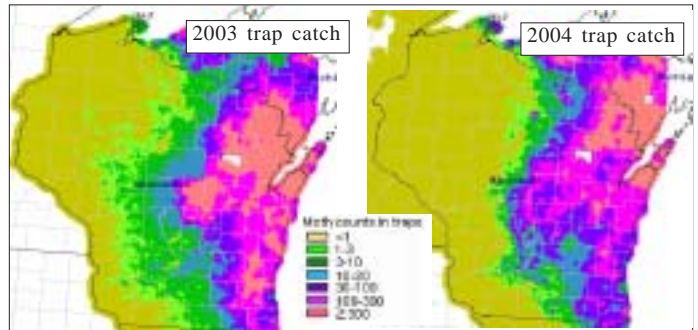 2003 trap catch
2004 trap catch
Moth counts in traps
<1
1-3
3-10
10-30
30-100
100-300
≥300